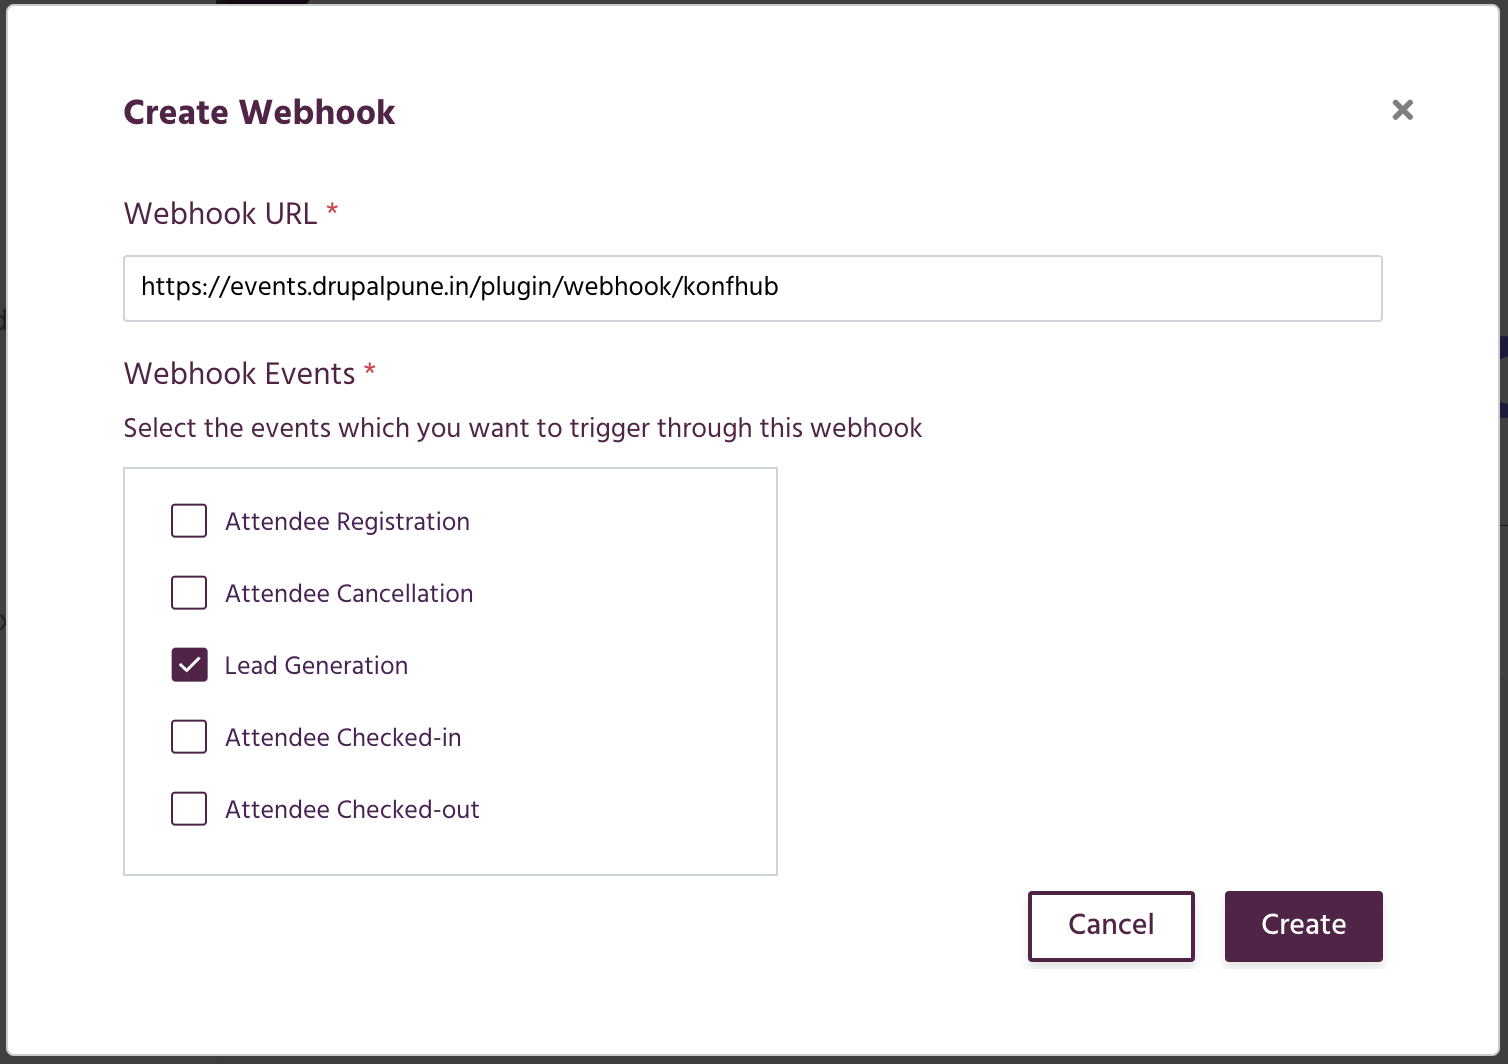 Create Webhook
Webhook URL *
https://events.drupalpune.in/plugin/webhook/konfhub
Webhook Events *
Select the events which you want to trigger through this webhook
Attendee Registration
Attendee Cancellation
Lead Generation
Attendee Checked-in
Attendee Checked-out
Cancel
Create